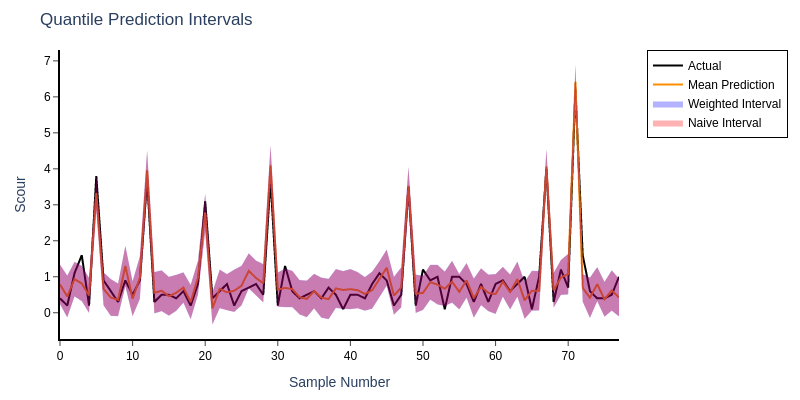 Quantile Prediction Intervals
7
6
5
4
3
2
1
0
Scour
0 10 20 30 40 50 60 70
Sample Number
Actual
Mean Prediction
Weighted Interval
Naive Interval